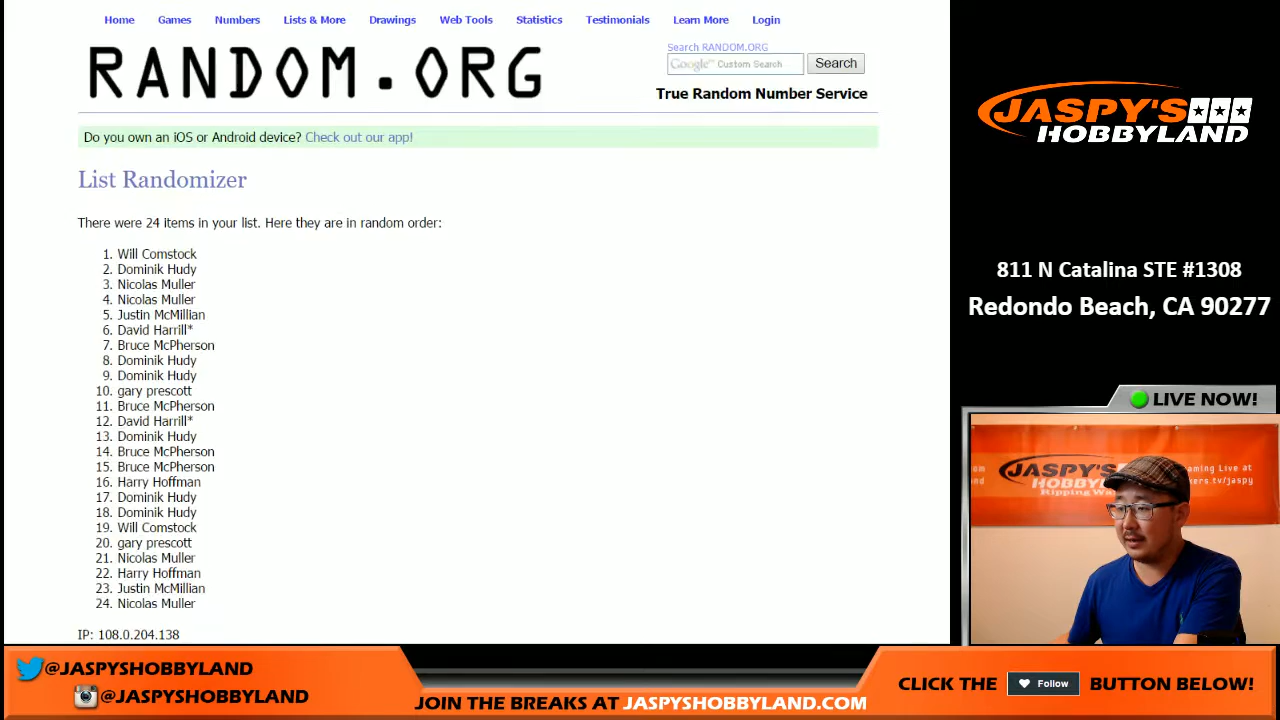 Home Games Numbers Lists & More Drawings Web Tools Statistics Testimonials Learn More Login
RANDOM.ORG
Search RANDOM.ORG
Google™ Custom Search Search
True Random Number Service
Do you own an iOS or Android device? Check out our app!
List Randomizer
There were 24 items in your list. Here they are in random order:
1. Will Comstock
2. Dominik Hudy
3. Nicolas Muller
4. Nicolas Muller
5. Justin McMillian
6. David Harrill*
7. Bruce McPherson
8. Dominik Hudy
9. Dominik Hudy
10. gary prescott
11. Bruce McPherson
12. David Harrill*
13. Dominik Hudy
14. Bruce McPherson
15. Bruce McPherson
16. Harry Hoffman
17. Dominik Hudy
18. Dominik Hudy
19. Will Comstock
20. gary prescott
21. Nicolas Muller
22. Harry Hoffman
23. Justin McMillian
24. Nicolas Muller
IP: 108.0.204.138
JASPY'S
HOBBYLAND
811 N Catalina STE #1308
Redondo Beach, CA 90277
LIVE NOW!
.com
JASPY'S
HOBBYLAND
Live at
kers.tv/jaspy
@JASPYSHOBBYLAND
@JASPYSHOBBYLAND
JOIN THE BREAKS AT JASPYSHOBBYLAND.COM
CLICK THE Follow BUTTON BELOW!